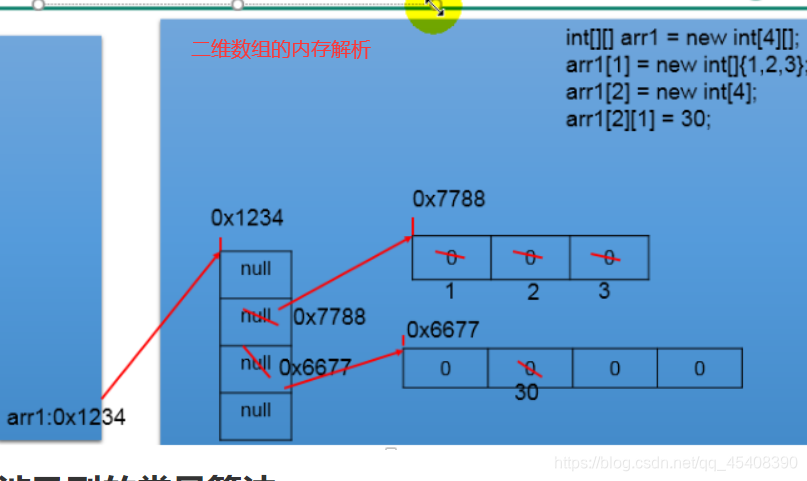 二维数组的内存解析
int[][] arr1 = new int[4][];
arr1[1] = new int[]{1,2,3};
arr1[2] = new int[4];
arr1[2][1] = 30;
0x7788
0x1234
0 0 0
null
1 2 3
null 0x7788
0x6677
null 0x6677
0 0 0 0
30
null
arr1:0x1234
https://blog.csdn.net/qq_45408390